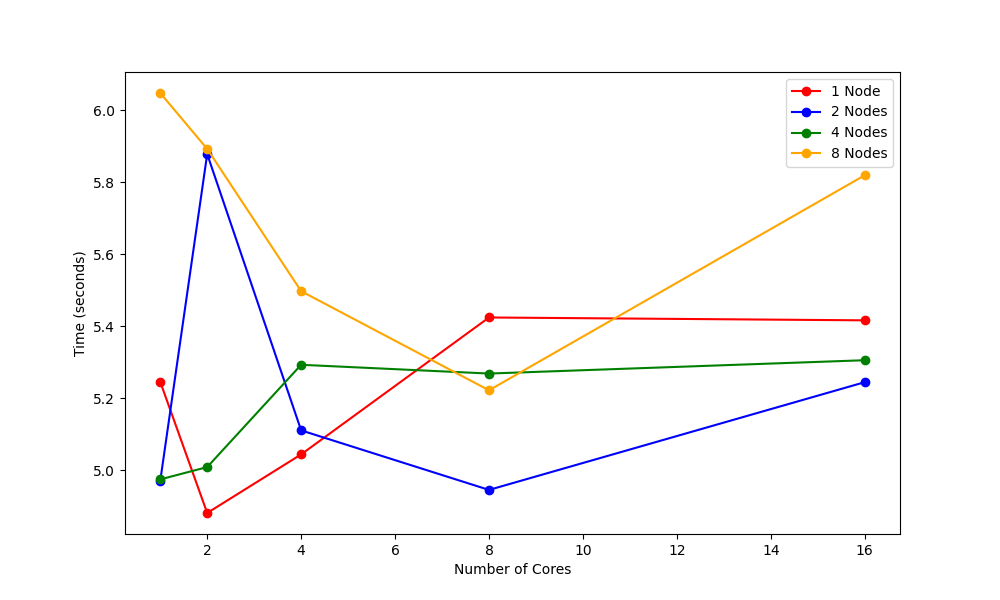 1 Node
2 Nodes
4 Nodes
8 Nodes
6.0
5.8
5.6
5.4
5.2
5.0
Time (seconds)
2 4 6 8 10 12 14 16
Number of Cores